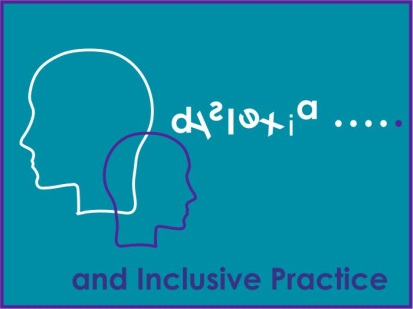 dyslexia .....
and Inclusive Practice